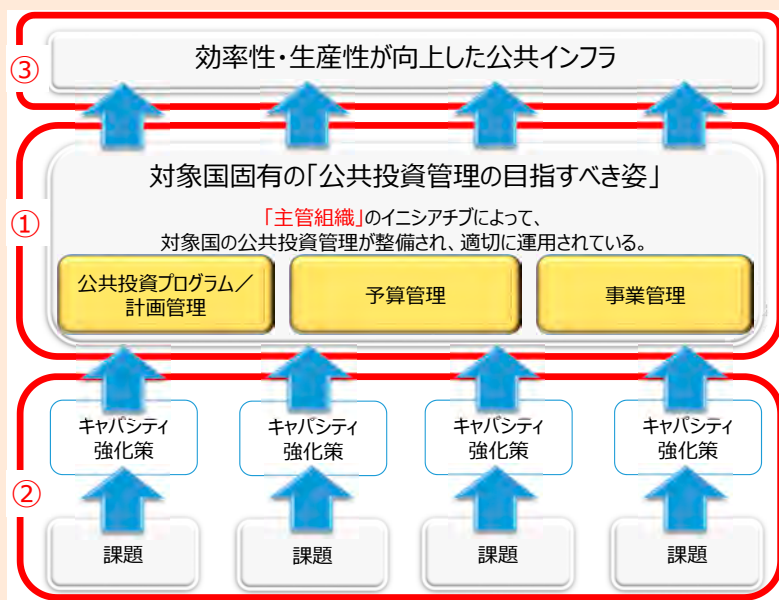 ③
効率性・生産性が向上した公共インフラ
①
対象国固有の「公共投資管理の目指すべき姿」
「主管組織」のイニシアチブによって、
対象国の公共投資管理が整備され、適切に運用されている。
公共投資プログラム／
計画管理
予算管理
事業管理
②
キャパシティ
強化策
キャパシティ
強化策
キャパシティ
強化策
キャパシティ
強化策
課題
課題
課題
課題